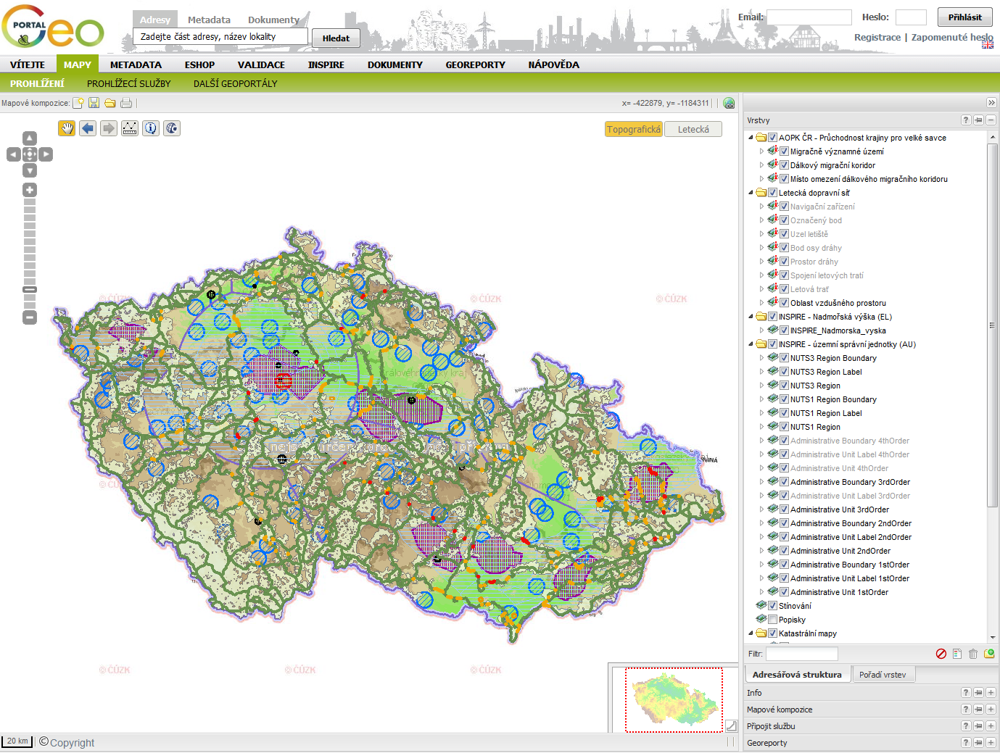 PORTAL
Geo
Adresy Metadata Dokumenty
Zadejte část adresy, název lokality
Hledat
Email:
Heslo:
Přihlásit
Registrace | Zapomenuté heslo
VÍTEJTE MAPY METADATA ESHOP VALIDACE INSPIRE DOKUMENTY GEOREPORTY NÁPOVĚDA
PROHLÍŽENÍ PROHLÍŽECÍ SLUŽBY DALŠÍ GEOPORTÁLY
Mapové kompozice:
x= -422879, y= -1184311
Topografická Letecká
© ČÚZK
© ČÚZK
© ČÚZK
© ČÚZK
© ČÚZK
© ČÚZK
20 km
© Copyright
Vrstvy
AOPK ČR - Průchodnost krajiny pro velké savce
Migračně významné území
Dálkový migrační koridor
Místo omezení dálkového migračního koridoru
Letecká dopravní síť
Navigační zařízení
Označený bod
Uzel letiště
Bod osy dráhy
Prostor dráhy
Spojení letových tratí
Letová trať
Oblast vzdušného prostoru
INSPIRE - Nadmořská výška (EL)
INSPIRE_Nadmorska_vyska
INSPIRE - územní správní jednotky (AU)
NUTS3 Region Boundary
NUTS3 Region Label
NUTS3 Region
NUTS1 Region Boundary
NUTS1 Region Label
NUTS1 Region
Administrative Boundary 4thOrder
Administrative Unit Label 4thOrder
Administrative Unit 4thOrder
Administrative Boundary 3rdOrder
Administrative Unit Label 3rdOrder
Administrative Unit 3rdOrder
Administrative Boundary 2ndOrder
Administrative Unit Label 2ndOrder
Administrative Unit 2ndOrder
Administrative Boundary 1stOrder
Administrative Unit Label 1stOrder
Administrative Unit 1stOrder
Stínování
Popisky
Katastrální mapy
Filtr:
Adresářová struktura Pořadí vrstev
Info
Mapové kompozice
Připojit službu
Georeporty